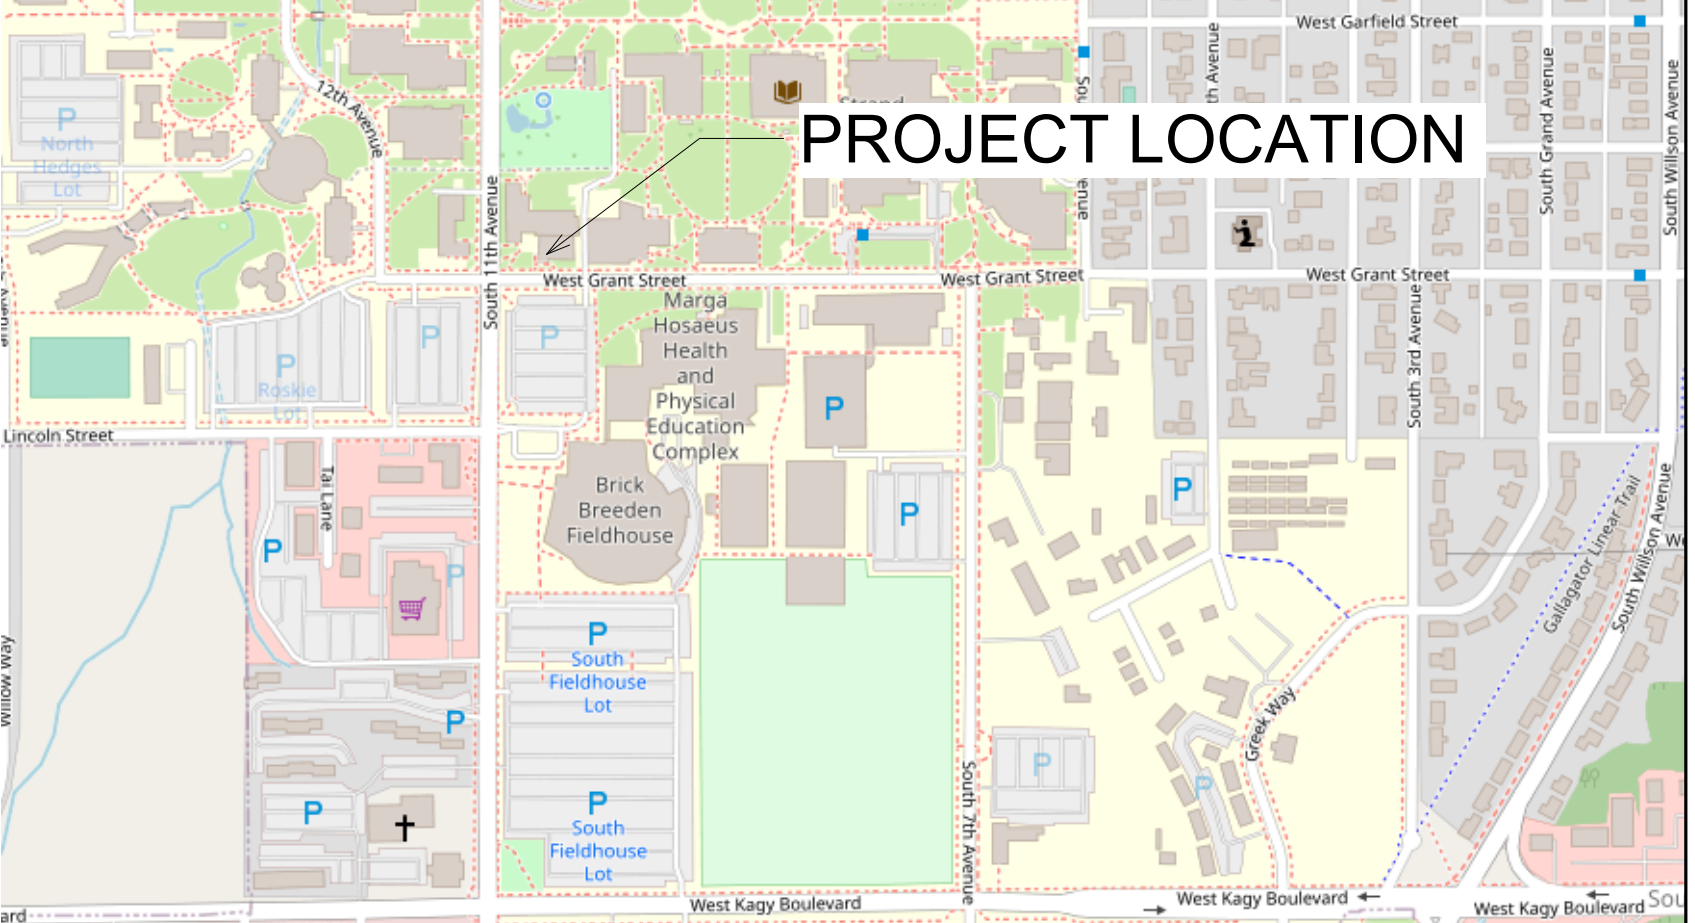 West Garfield Street
12th Avenue
P
North
Hedges
Lot
Strand
PROJECT LOCATION
South Grand Avenue
South Willson Avenue
South 11th Avenue
West Grant Street
West Grant Street
West Grant Street
Marga
Hosaeus
Health
and
Physical
Education
Complex
P
P
P
Roskie
Lot
P
South 3rd Avenue
Lincoln Street
Tai Lane
Brick
Breeden
Fieldhouse
P
P
P
P
Gallagator Linear Trail
South Willson Avenue
Willow Way
P
South
Fieldhouse
Lot
P
Greek Way
P
P
P
P
South
Fieldhouse
Lot
South 7th Avenue
West Kagy Boulevard
West Kagy Boulevard
West Kagy Boulevard